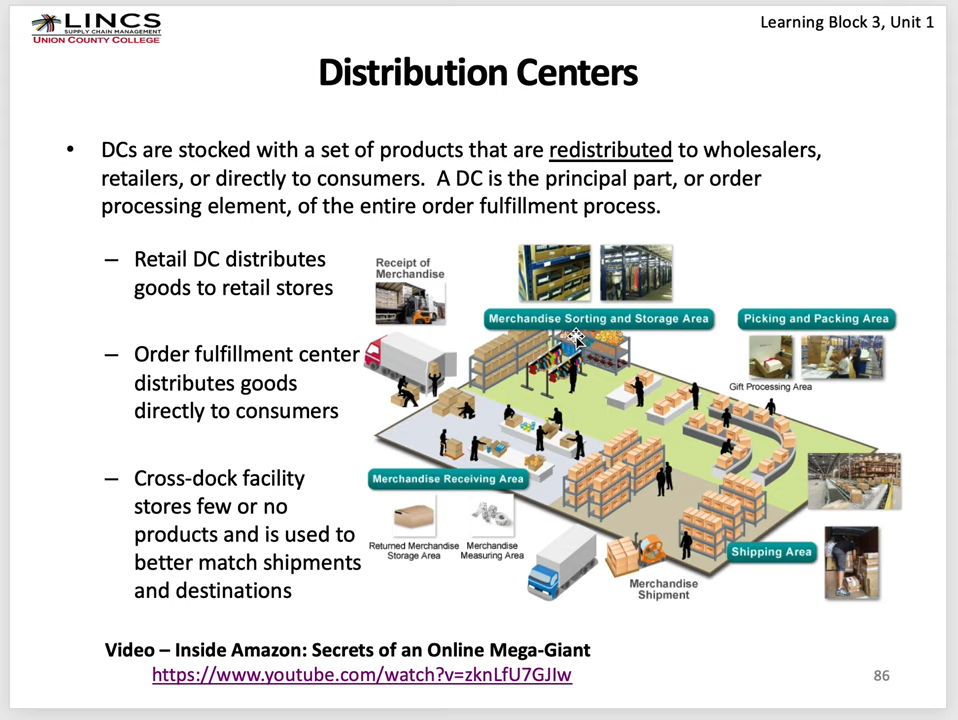 LINCS
SUPPLY CHAIN MANAGEMENT
UNION COUNTY COLLEGE
Learning Block 3, Unit 1
Distribution Centers
• DCs are stocked with a set of products that are redistributed to wholesalers,
retailers, or directly to consumers. A DC is the principal part, or order
processing element, of the entire order fulfillment process.
– Retail DC distributes
goods to retail stores
– Order fulfillment center
distributes goods
directly to consumers
– Cross-dock facility
stores few or no
products and is used to
better match shipments
and destinations
Receipt of
Merchandise
Merchandise Sorting and Storage Area
Picking and Packing Area
Gift Processing Area
Merchandise Receiving Area
Returned Merchandise
Storage Area
Merchandise
Measuring Area
Shipping Area
Merchandise
Shipment
Video – Inside Amazon: Secrets of an Online Mega-Giant
https://www.youtube.com/watch?v=zknLfU7GJIw
86